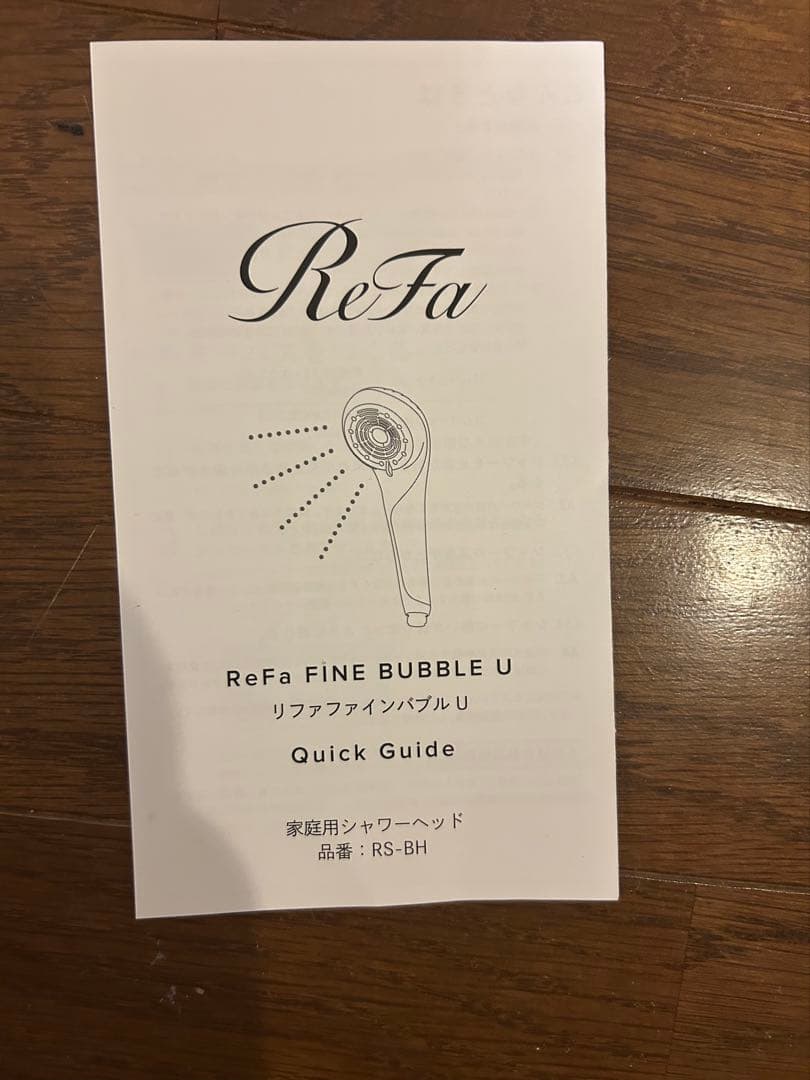 ReFa
ReFa FINE BUBBLE U
リファファインバブル U
Quick Guide
家庭用シャワーヘッド
品番：RS-BH